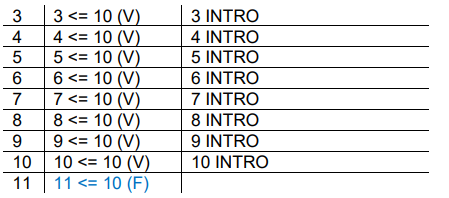 3 3 <= 10 (V) 3 INTRO
4 4 <= 10 (V) 4 INTRO
5 5 <= 10 (V) 5 INTRO
6 6 <= 10 (V) 6 INTRO
7 7 <= 10 (V) 7 INTRO
8 8 <= 10 (V) 8 INTRO
9 9 <= 10 (V) 9 INTRO
10 10 <= 10 (V) 10 INTRO
11 11 <= 10 (F)